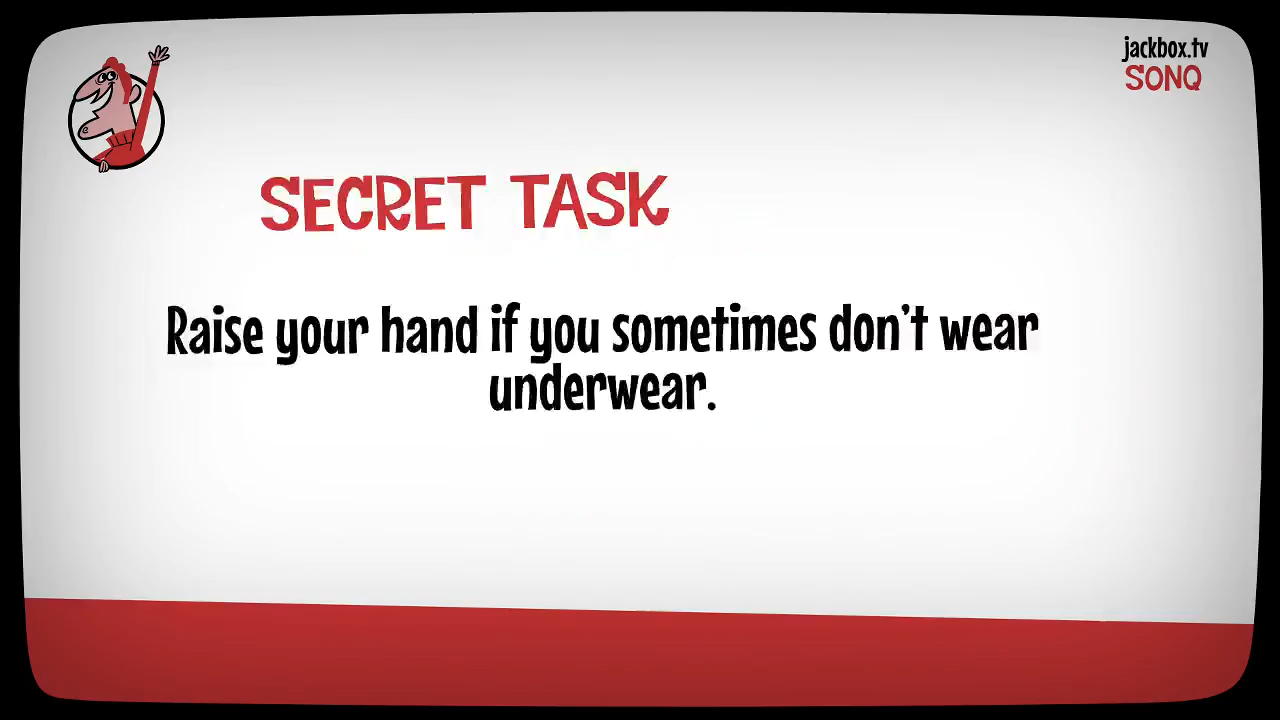 jackbox.tv
SONQ
SECRET TASK
Raise your hand if you sometimes don't wear
underwear.